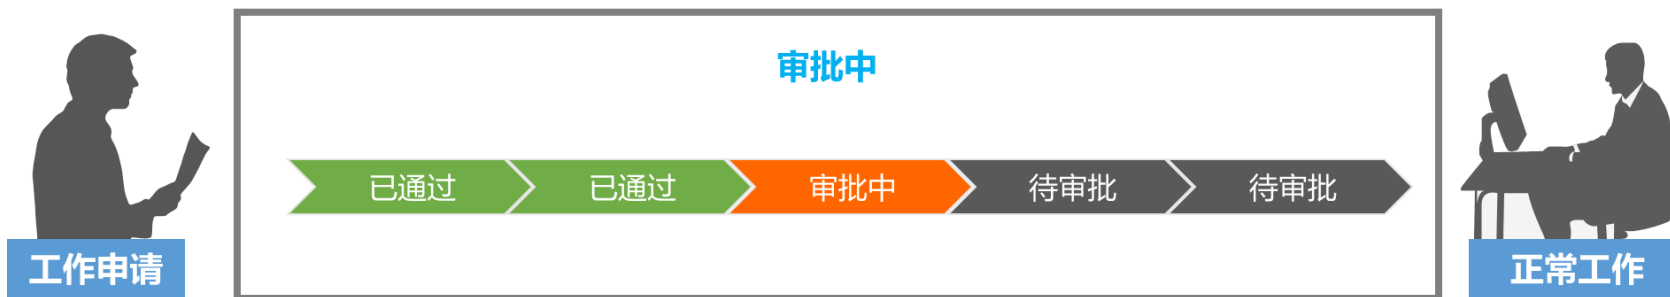 审批中
已通过
已通过
审批中
待审批
待审批
工作申请
正常工作